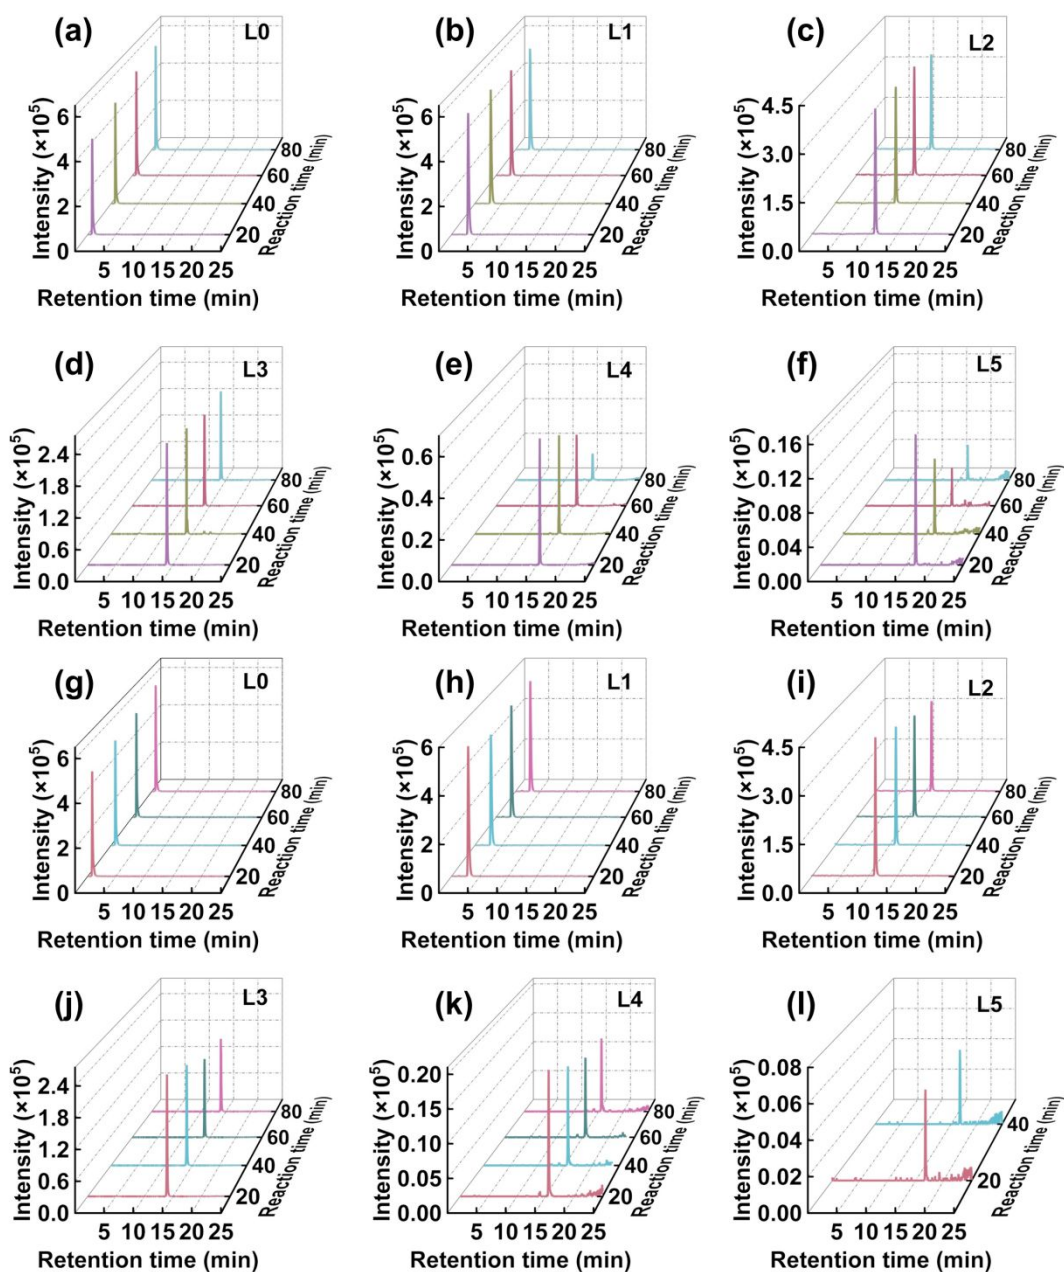 (a) L0
Intensity (×10⁵)
6
4
2
0
80
60
40
20
Reaction time (min)
5 10 15 20 25
Retention time (min)
(b) L1
Intensity (×10⁵)
6
4
2
0
80
60
40
20
Reaction time (min)
5 10 15 20 25
Retention time (min)
(c) L2
Intensity (×10⁵)
4.5
3.0
1.5
0.0
80
60
40
20
Reaction time (min)
5 10 15 20 25
Retention time (min)
(d) L3
Intensity (×10⁵)
2.4
1.8
1.2
0.6
0.0
80
60
40
20
Reaction time (min)
5 10 15 20 25
Retention time (min)
(e) L4
Intensity (×10⁵)
0.6
0.4
0.2
0.0
80
60
40
20
Reaction time (min)
5 10 15 20 25
Retention time (min)
(f) L5
Intensity (×10⁵)
0.16
0.12
0.08
0.04
0.00
80
60
40
20
Reaction time (min)
5 10 15 20 25
Retention time (min)
(g) L0
Intensity (×10⁵)
6
4
2
0
80
60
40
20
Reaction time (min)
5 10 15 20 25
Retention time (min)
(h) L1
Intensity (×10⁵)
6
4
2
0
80
60
40
20
Reaction time (min)
5 10 15 20 25
Retention time (min)
(i) L2
Intensity (×10⁵)
4.5
3.0
1.5
0.0
80
60
40
20
Reaction time (min)
5 10 15 20 25
Retention time (min)
(j) L3
Intensity (×10⁵)
2.4
1.8
1.2
0.6
0.0
80
60
40
20
Reaction time (min)
5 10 15 20 25
Retention time (min)
(k) L4
Intensity (×10⁵)
0.20
0.15
0.10
0.05
0.00
80
60
40
20
Reaction time (min)
5 10 15 20 25
Retention time (min)
(l) L5
Intensity (×10⁵)
0.08
0.06
0.04
0.02
0.00
40
20
Reaction time (min)
5 10 15 20 25
Retention time (min)